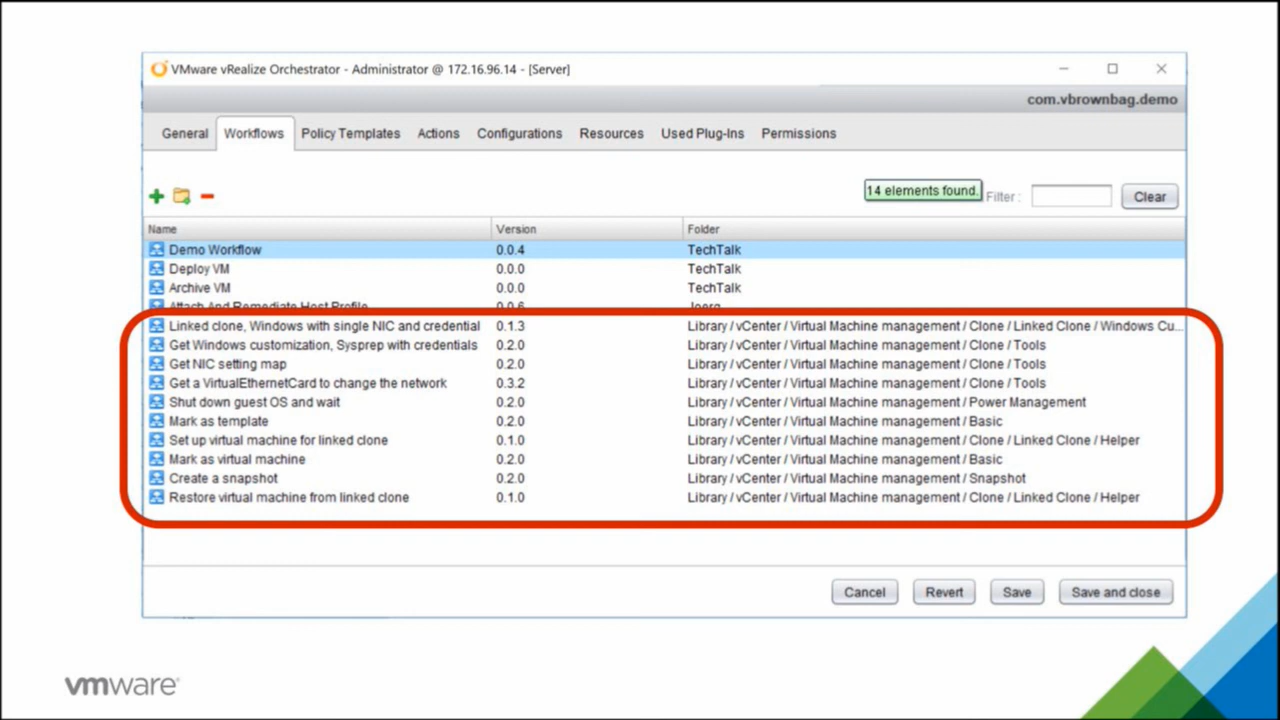 VMware vRealize Orchestrator - Administrator @ 172.16.96.14 - [Server]
com.vbrownbag.demo
General Workflows Policy Templates Actions Configurations Resources Used Plug-Ins Permissions
14 elements found. Filter : Clear
Name Version Folder
Demo Workflow 0.0.4 TechTalk
Deploy VM 0.0.0 TechTalk
Archive VM 0.0.0 TechTalk
Attach And Remediate Host Profile 0.0.6 Joerg
Linked clone, Windows with single NIC and credential 0.1.3 Library / vCenter / Virtual Machine management / Clone / Linked Clone / Windows Cu...
Get Windows customization, Sysprep with credentials 0.2.0 Library / vCenter / Virtual Machine management / Clone / Tools
Get NIC setting map 0.2.0 Library / vCenter / Virtual Machine management / Clone / Tools
Get a VirtualEthernetCard to change the network 0.3.2 Library / vCenter / Virtual Machine management / Clone / Tools
Shut down guest OS and wait 0.2.0 Library / vCenter / Virtual Machine management / Power Management
Mark as template 0.2.0 Library / vCenter / Virtual Machine management / Basic
Set up virtual machine for linked clone 0.1.0 Library / vCenter / Virtual Machine management / Clone / Linked Clone / Helper
Mark as virtual machine 0.2.0 Library / vCenter / Virtual Machine management / Basic
Create a snapshot 0.2.0 Library / vCenter / Virtual Machine management / Snapshot
Restore virtual machine from linked clone 0.1.0 Library / vCenter / Virtual Machine management / Clone / Linked Clone / Helper
Cancel Revert Save Save and close
vmware